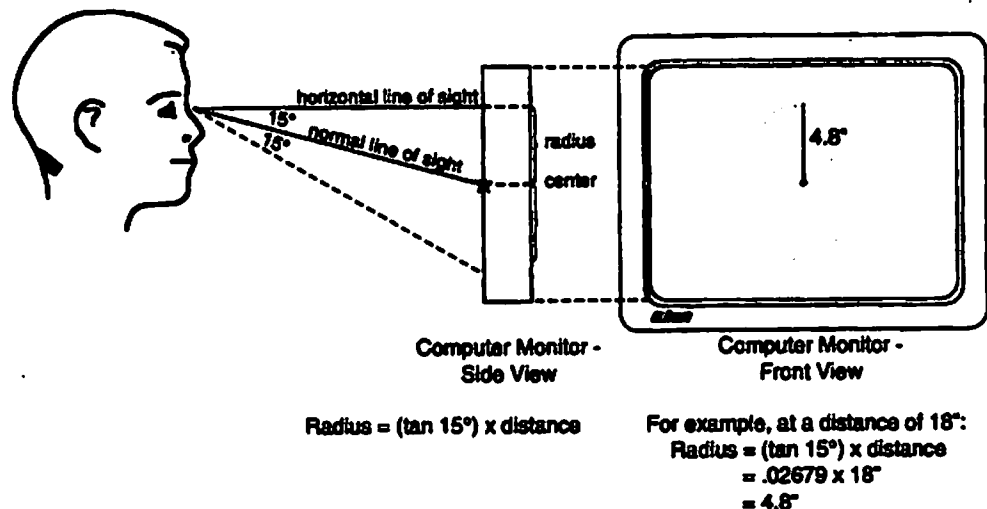 horizontal line of sight
15°
normal line of sight
15°
radius
center
4.8"
Computer Monitor -
Side View
Computer Monitor -
Front View
Radius = (tan 15°) x distance
For example, at a distance of 18":
Radius = (tan 15°) x distance
= .02679 x 18"
= 4.8"